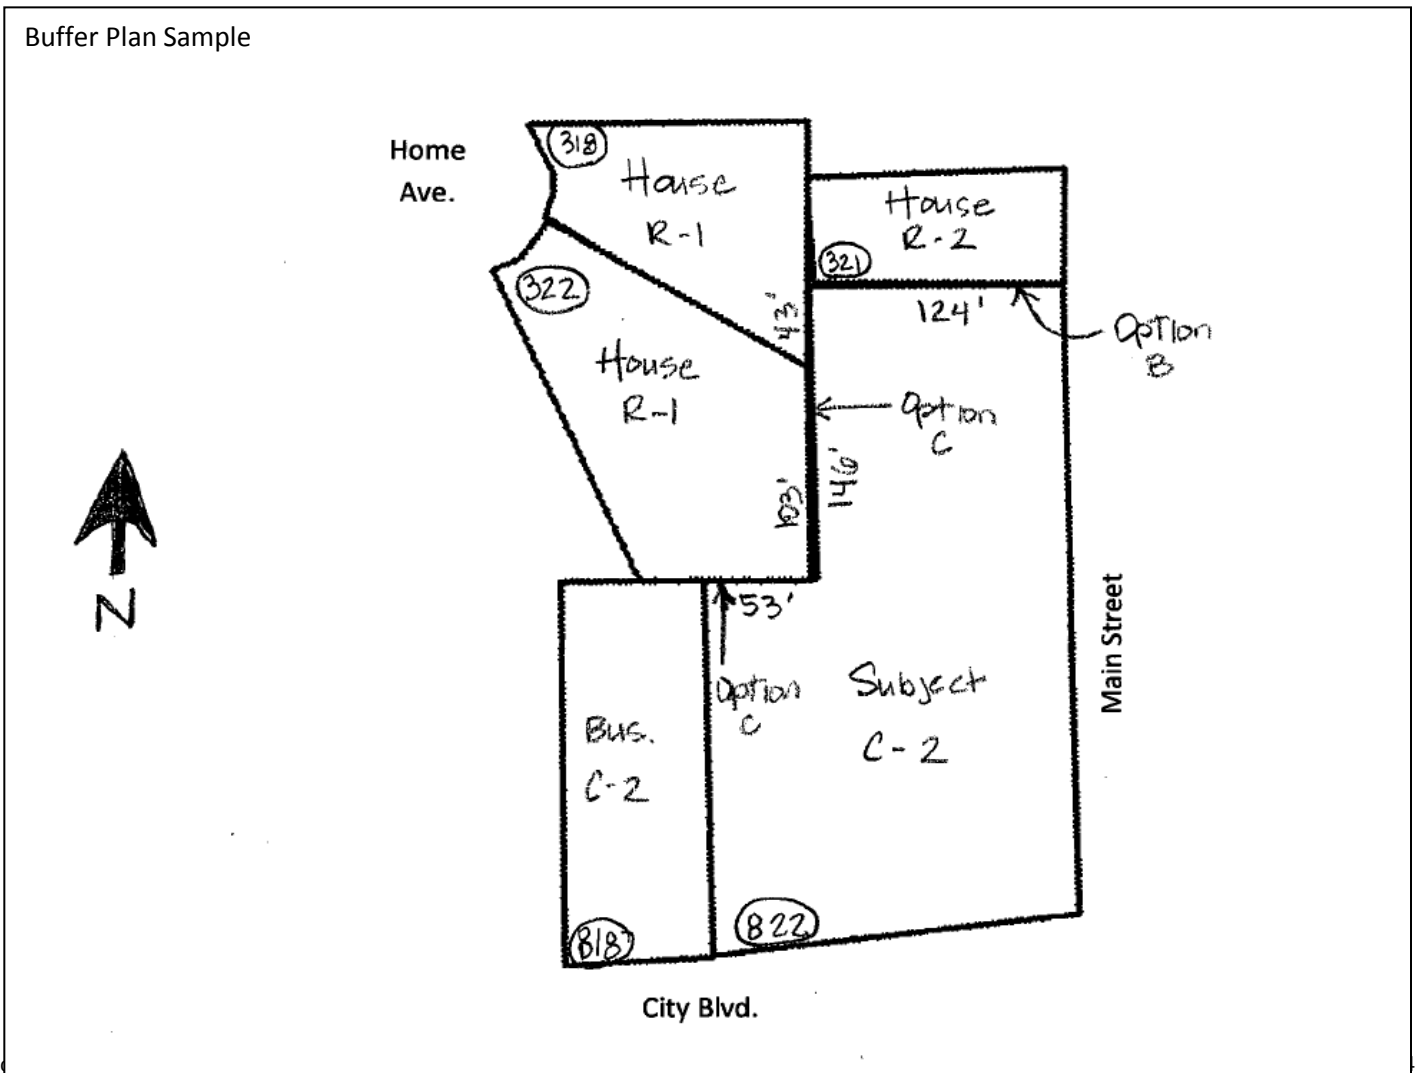 Buffer Plan Sample
Home
Ave.
318
House
R-1
House
R-2
321
322
43'
124'
Option
B
House
R-1
Option
C
103'
146'
53'
Option
C
Subject
C-2
Bus.
C-2
Main Street
N
818
822
City Blvd.